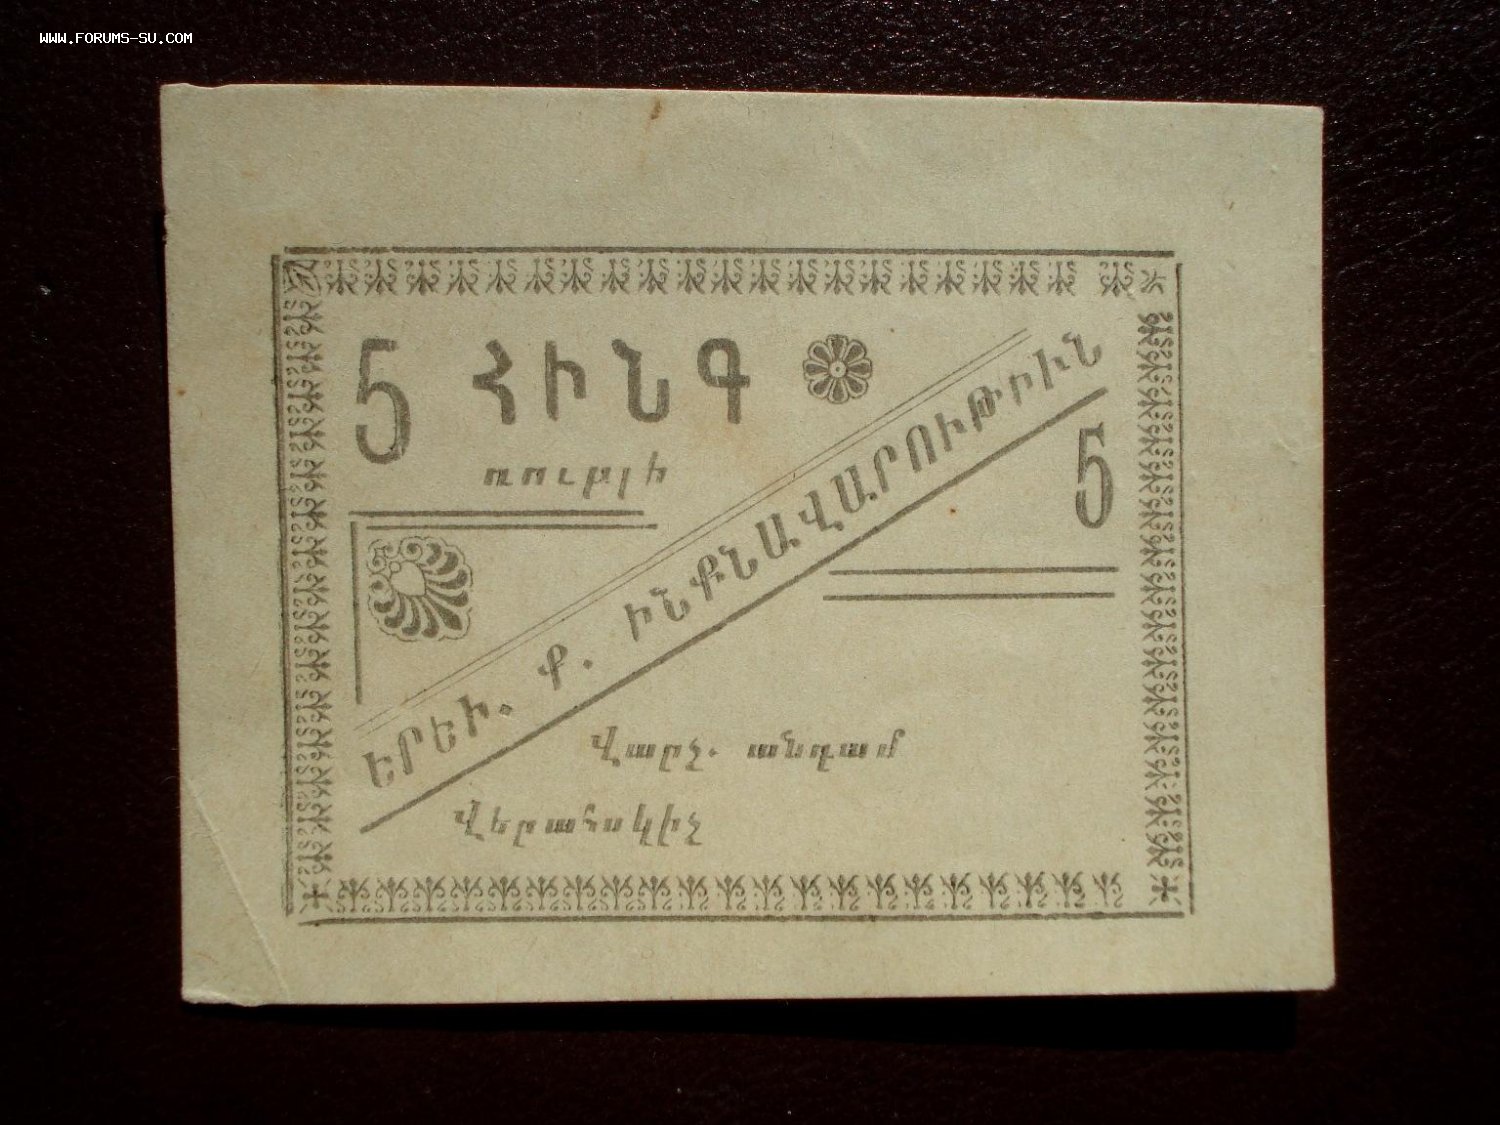 WWW.FORUMS-SU.COM
5 ՀԻՆԳ
ռուբլի
ԵՐԵՒ. Ք. ԻՆՔՆԱՎԱՐՈՒԹԻՒՆ
5
Վարչ. անդամ
Վերահսկիչ